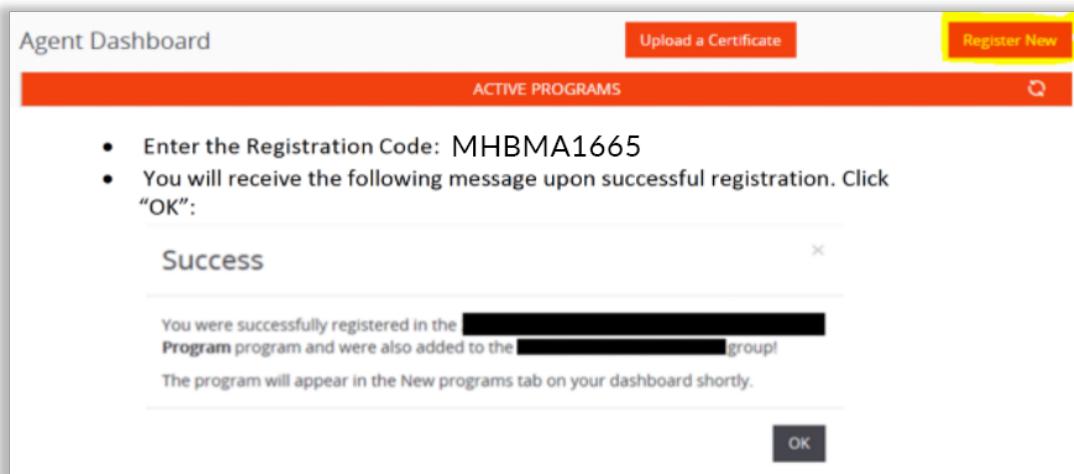 Agent Dashboard
Upload a Certificate
Register New
ACTIVE PROGRAMS
• Enter the Registration Code: MHBMA1665
• You will receive the following message upon successful registration. Click
“OK”:
Success
×
You were successfully registered in the
Program program and were also added to the group!
The program will appear in the New programs tab on your dashboard shortly.
OK